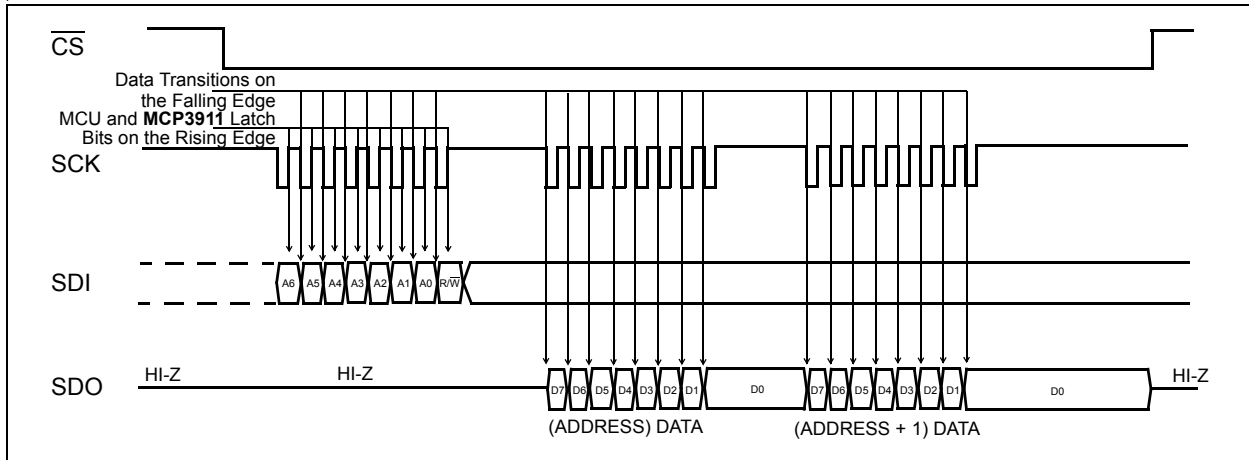 CS
Data Transitions on
the Falling Edge
MCU and MCP3911 Latch
Bits on the Rising Edge
SCK
SDI
A6 A5 A4 A3 A2 A1 A0 R/W
SDO
HI-Z
HI-Z
D7 D6 D5 D4 D3 D2 D1 D0
D7 D6 D5 D4 D3 D2 D1 D0
HI-Z
(ADDRESS) DATA
(ADDRESS + 1) DATA